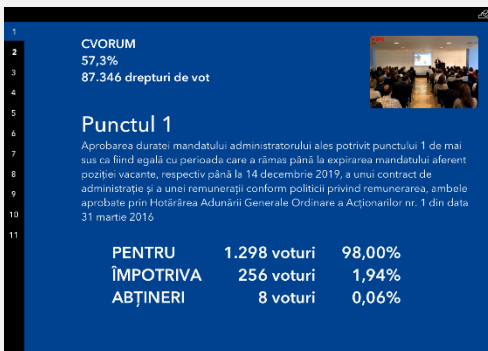 1
2
3
4
5
6
7
8
9
10
11
CVORUM
57,3%
87.346 drepturi de vot
Punctul 1
Aprobarea duratei mandatului administratorului ales potrivit punctului 1 de mai
sus ca fiind egală cu perioada care a rămas până la expirarea mandatului aferent
poziției vacante, respectiv până la 14 decembrie 2019, a unui contract de
administrație și a unei remunerații conform politicii privind remunerarea, ambele
aprobate prin Hotărârea Adunării Generale Ordinare a Acționarilor nr. 1 din data
31 martie 2016
PENTRU 1.298 voturi 98,00%
ÎMPOTRIVA 256 voturi 1,94%
ABȚINERI 8 voturi 0,06%